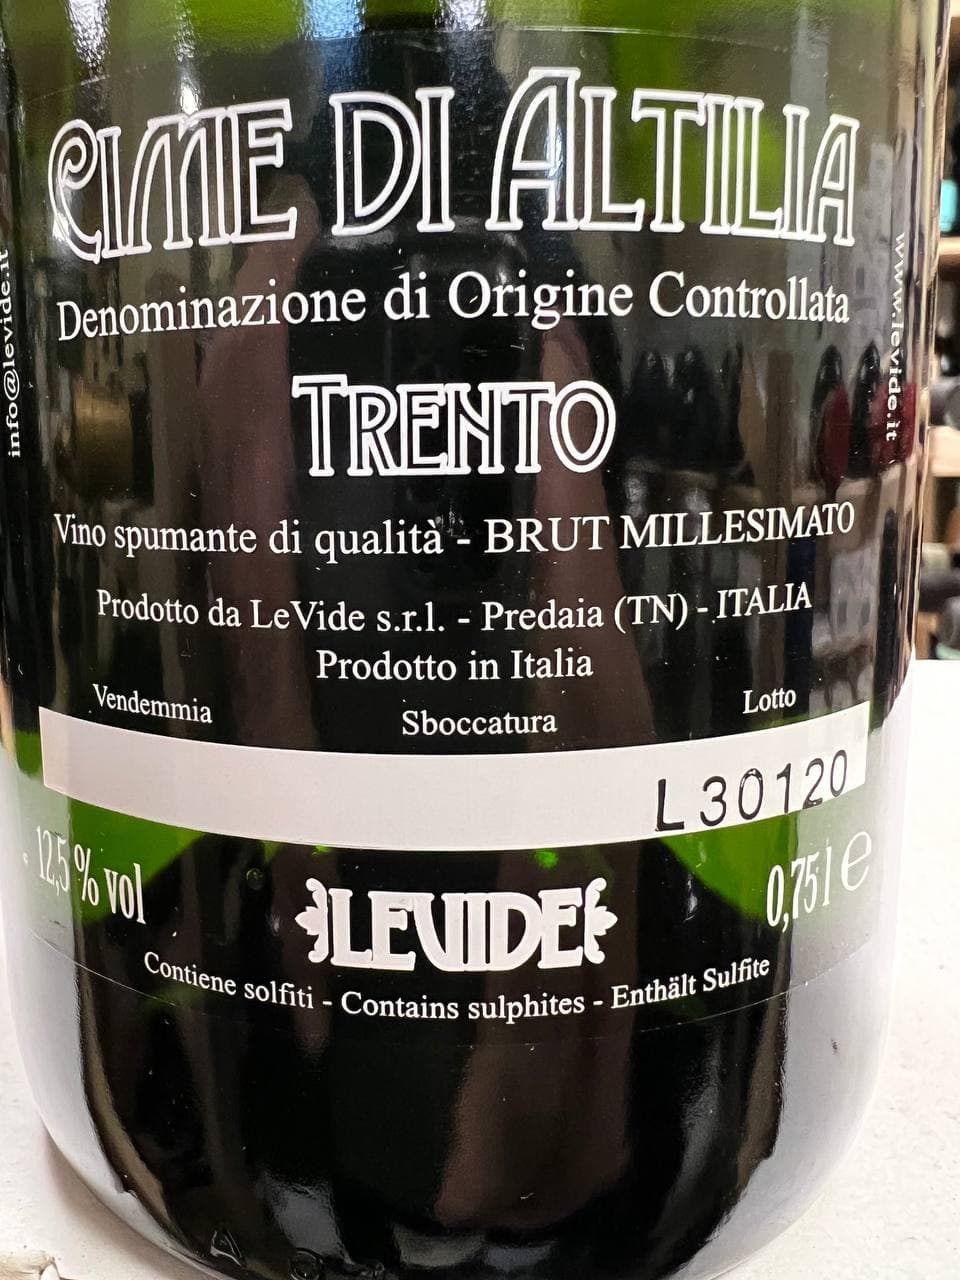 CIME DI ALTILIA
Denominazione di Origine Controllata
TRENTO
Vino spumante di qualità - BRUT MILLESIMATO
Prodotto da LeVide s.r.l. - Predaia (TN) - ITALIA
Prodotto in Italia
Vendemmia Sboccatura Lotto
L30120
12,5 % vol
0,75 l e
LEVIDE
Contiene solfiti - Contains sulphites - Enthält Sulfite
info@levide.it
www.levide.it